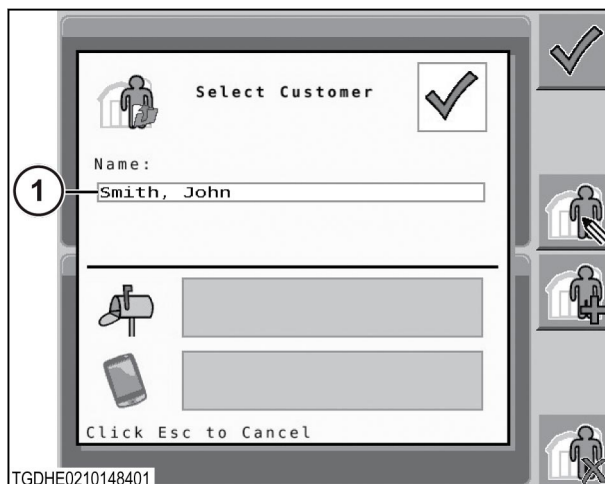 Select Customer
Name:
1
Smith, John
Click Esc to Cancel
TGDHE0210148401